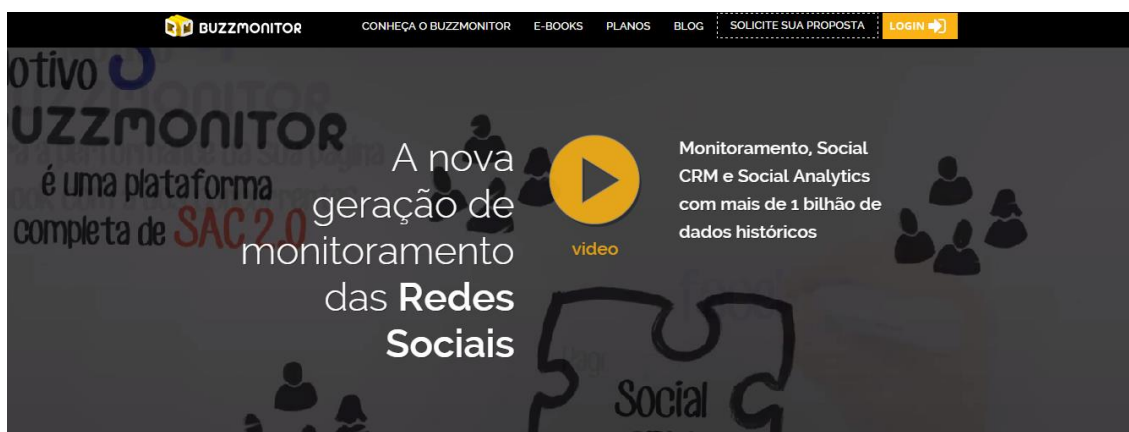 BUZZMONITOR
CONHEÇA O BUZZMONITOR
E-BOOKS
PLANOS
BLOG
SOLICITE SUA PROPOSTA
LOGIN
otivo
UZZMONITOR
é uma plataforma
completa de SAC 2.0
A nova
geração de
monitoramento
das Redes
Sociais
video
Monitoramento, Social
CRM e Social Analytics
com mais de 1 bilhão de
dados históricos
Social